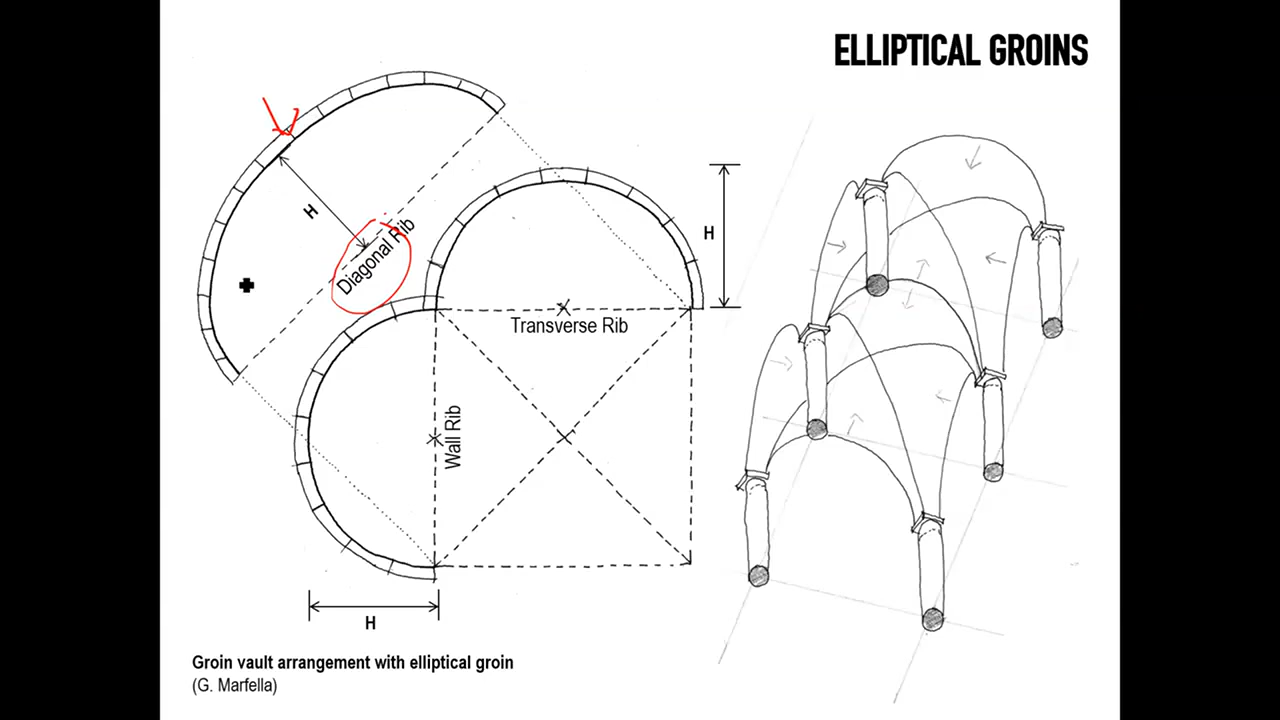 ELLIPTICAL GROINS
H
Diagonal Rib
H
Transverse Rib
Wall Rib
H
Groin vault arrangement with elliptical groin
(G. Marfella)